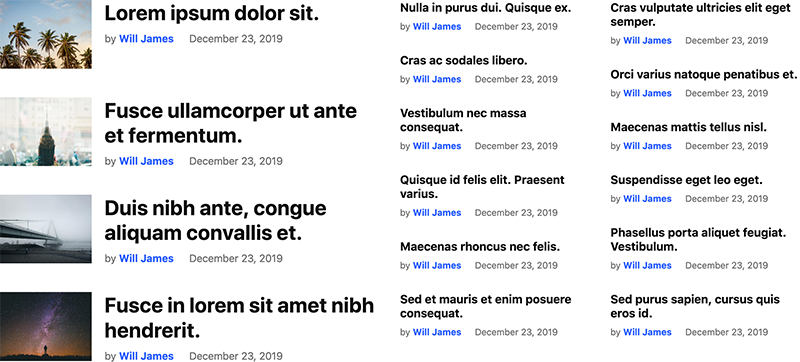 Lorem ipsum dolor sit.
by Will James December 23, 2019
Fusce ullamcorper ut ante
et fermentum.
by Will James December 23, 2019
Duis nibh ante, congue
aliquam convallis et.
by Will James December 23, 2019
Fusce in lorem sit amet nibh
hendrerit.
by Will James December 23, 2019
Nulla in purus dui. Quisque ex.
by Will James December 23, 2019
Cras ac sodales libero.
by Will James December 23, 2019
Vestibulum nec massa
consequat.
by Will James December 23, 2019
Quisque id felis elit. Praesent
varius.
by Will James December 23, 2019
Maecenas rhoncus nec felis.
by Will James December 23, 2019
Sed et mauris et enim posuere
consequat.
by Will James December 23, 2019
Cras vulputate ultricies elit eget
semper.
by Will James December 23, 2019
Orci varius natoque penatibus et.
by Will James December 23, 2019
Maecenas mattis tellus nisl.
by Will James December 23, 2019
Suspendisse eget leo eget.
by Will James December 23, 2019
Phasellus porta aliquet feugiat.
Vestibulum.
by Will James December 23, 2019
Sed purus sapien, cursus quis
eros id.
by Will James December 23, 2019